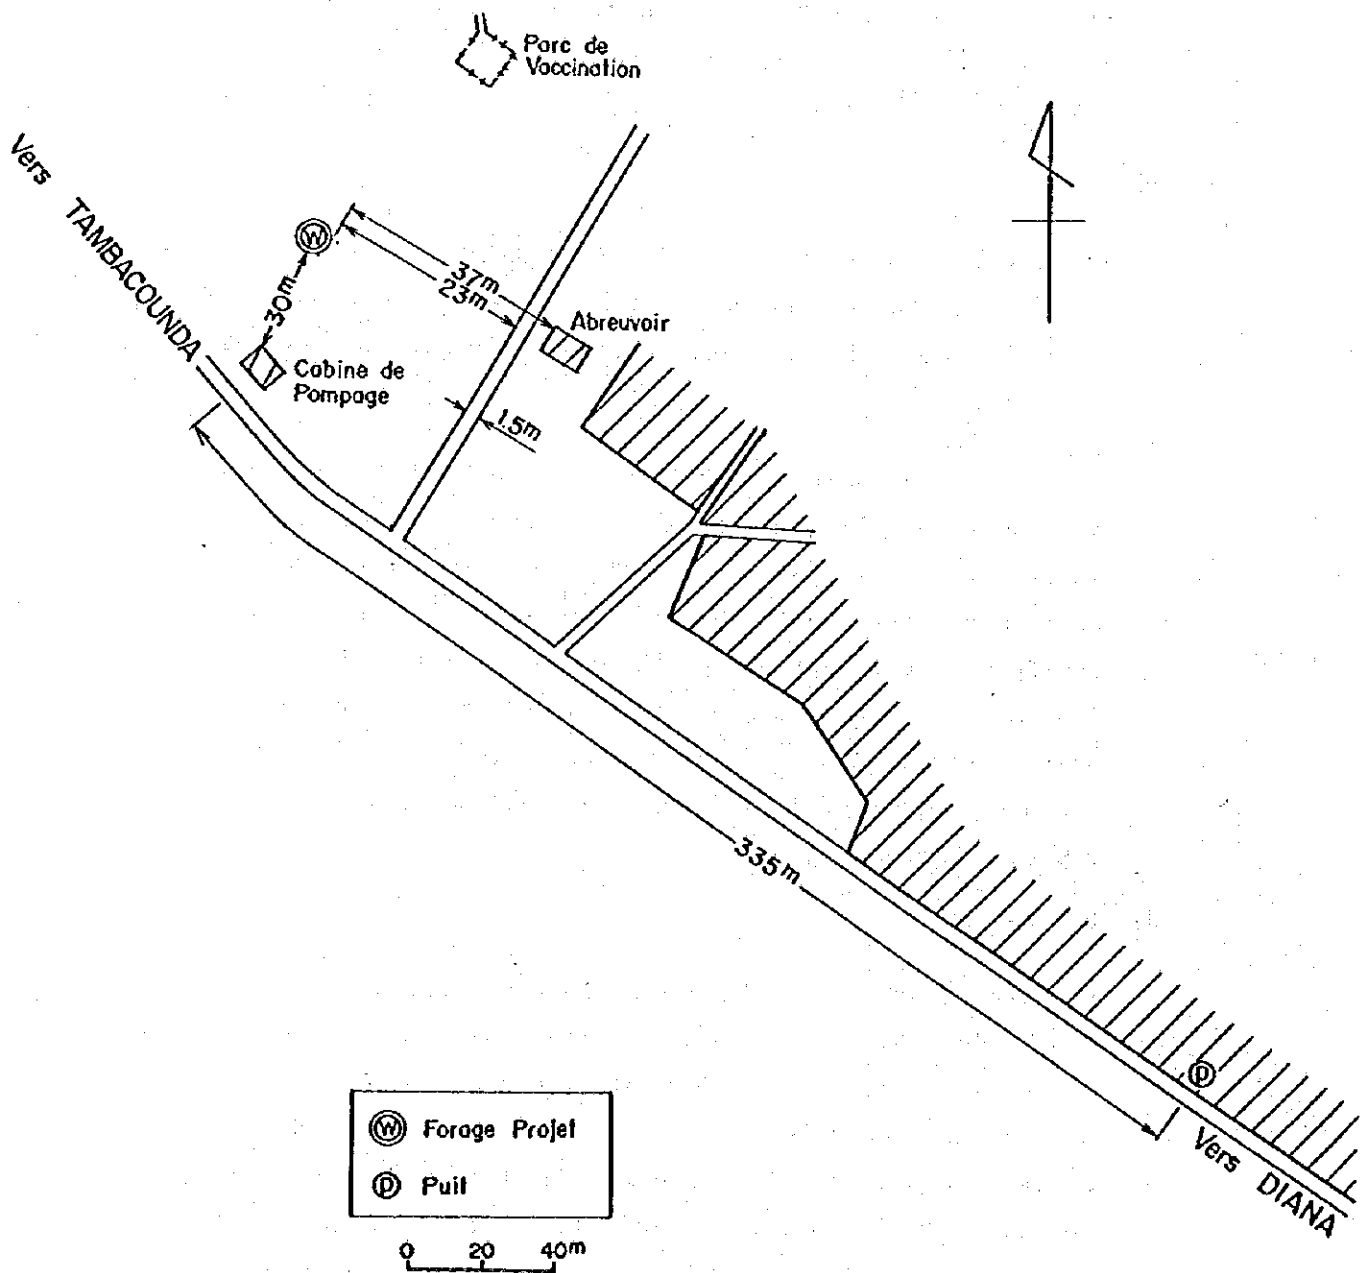 Parc de
Vaccination
Vers TAMBACOUNDA
W
37m
23m
30m
Abreuvoir
Cabine de
Pompage
1.5m
335m
P
Vers DIANA
W Forage Projet
P Puit
0 20 40m